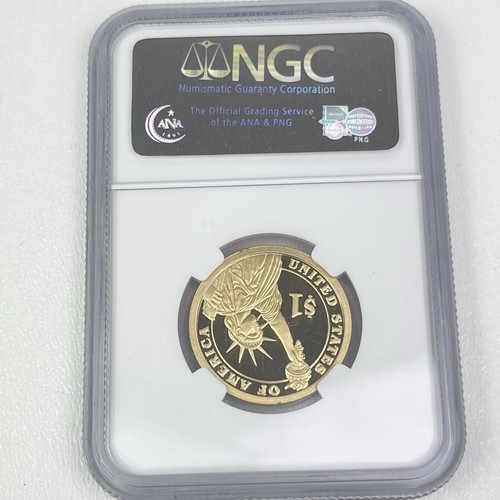 NGC
Numismatic Guaranty Corporation
The Official Grading Service
of the ANA & PNG
ANA
1891
PNG
$1
UNITED STATES
OF AMERICA